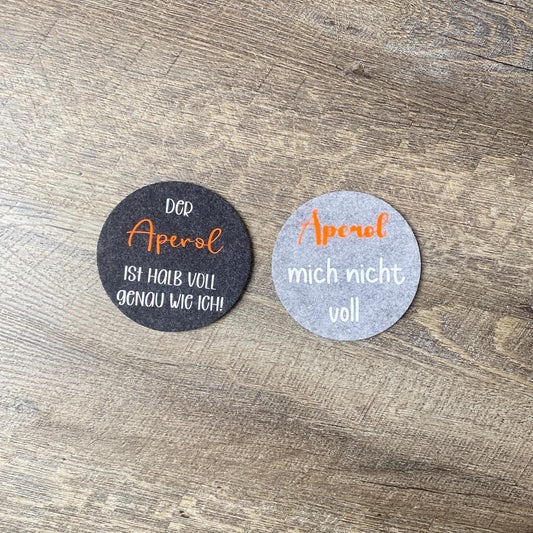 DER
Aperol
IST HALB VOLL
GENAU WIE ICH!
Aperol
mich nicht
voll